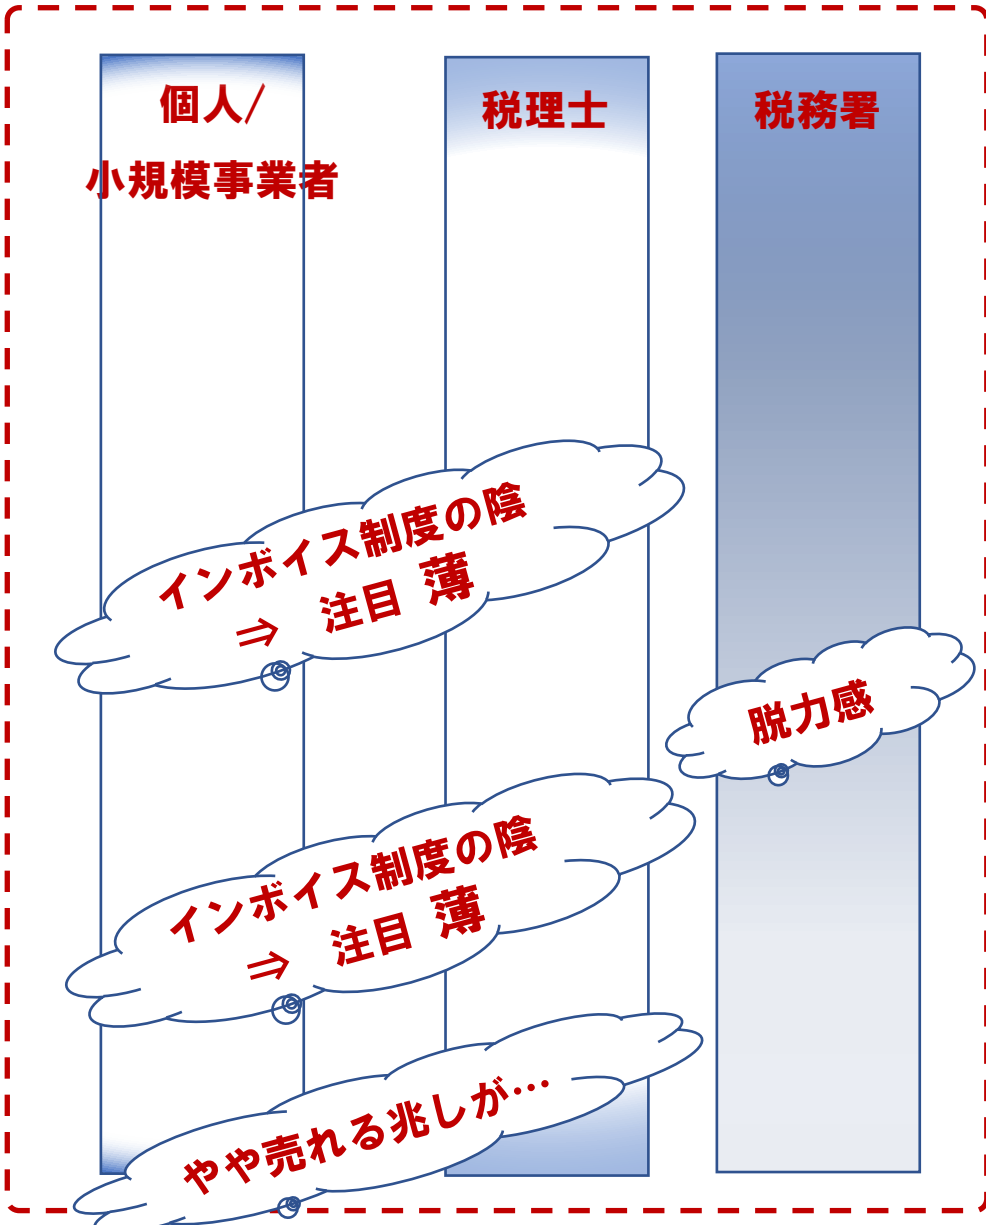 個人/
小規模事業者
税理士
税務署
インボイス制度の陰
⇒ 注目 薄
脱力感
インボイス制度の陰
⇒ 注目 薄
やや売れる兆しが…